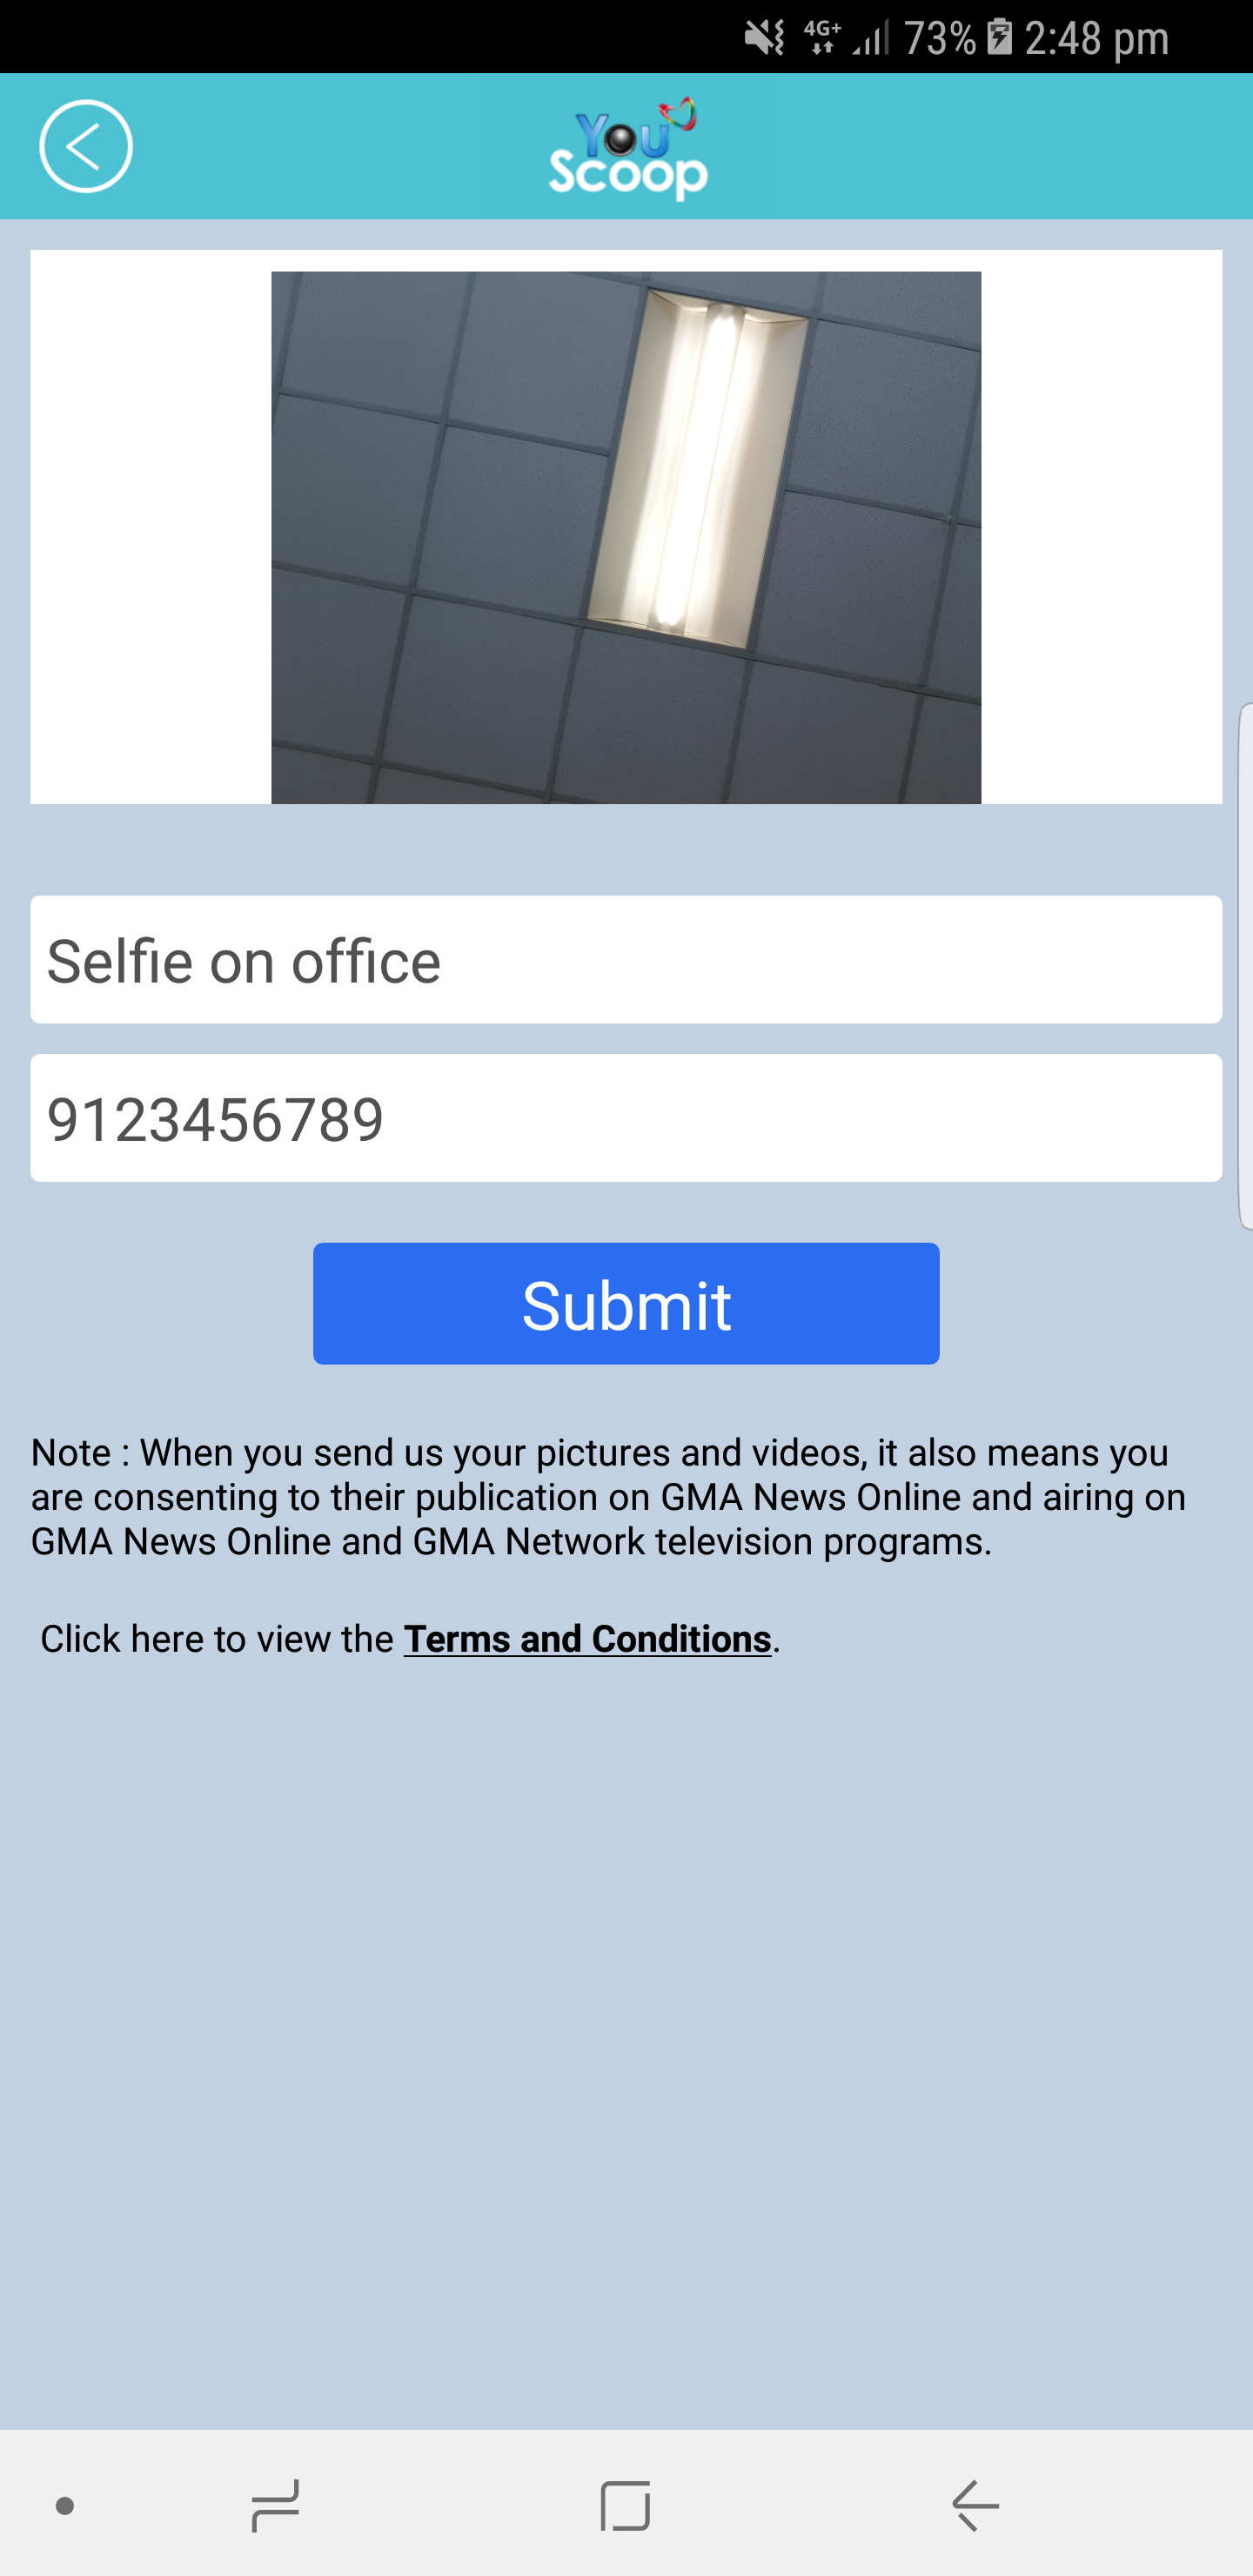 4G+ 73% 2:48 pm
You
Scoop
Selfie on office
9123456789
Submit
Note : When you send us your pictures and videos, it also means you
are consenting to their publication on GMA News Online and airing on
GMA News Online and GMA Network television programs.
Click here to view the Terms and Conditions.